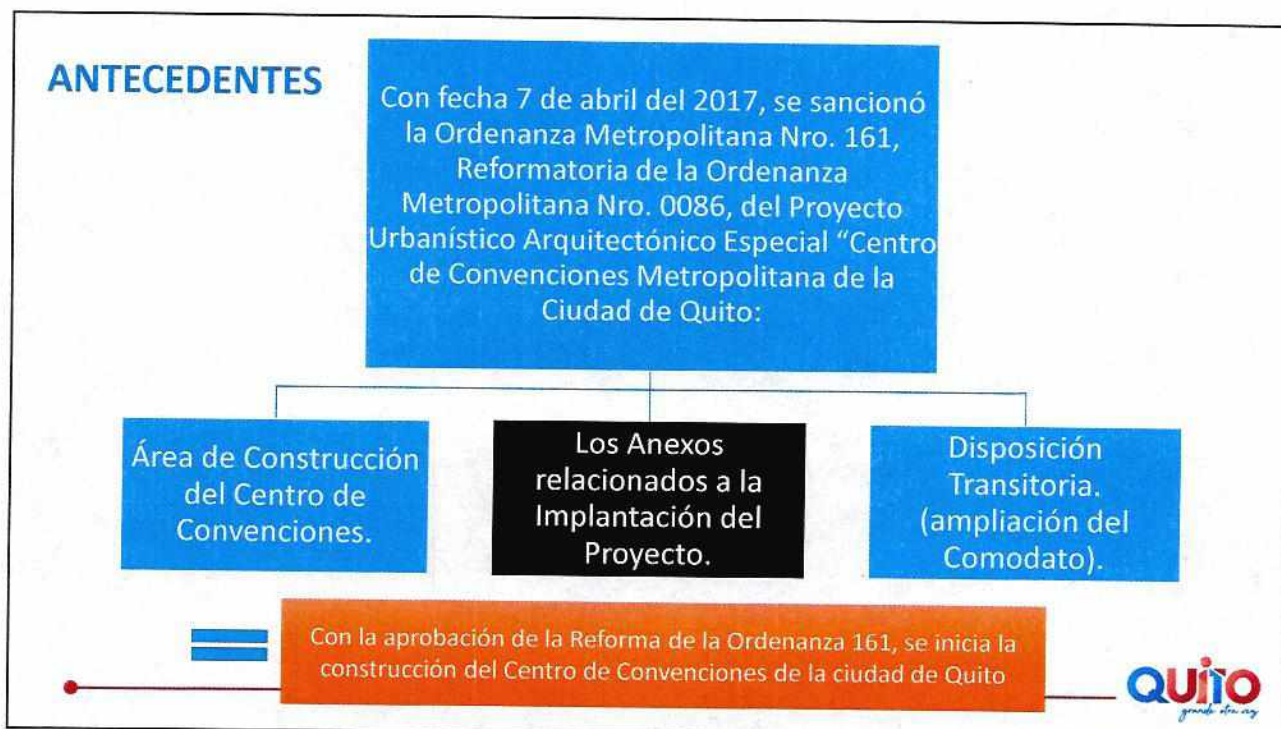 ANTECEDENTES
Con fecha 7 de abril del 2017, se sancionó
la Ordenanza Metropolitana Nro. 161,
Reformatoria de la Ordenanza
Metropolitana Nro. 0086, del Proyecto
Urbanístico Arquitectónico Especial “Centro
de Convenciones Metropolitana de la
Ciudad de Quito:
Área de Construcción
del Centro de
Convenciones.
Los Anexos
relacionados a la
Implantación del
Proyecto.
Disposición
Transitoria.
(ampliación del
Comodato).
Con la aprobación de la Reforma de la Ordenanza 161, se inicia la
construcción del Centro de Convenciones de la ciudad de Quito
QUITO
grande otra vez